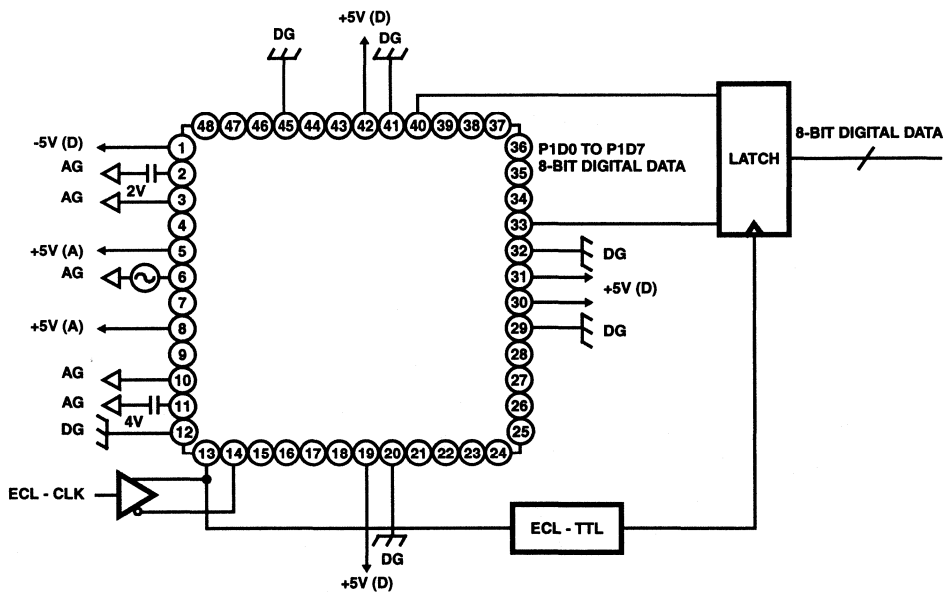 +5V (D)
DG
DG
48 47 46 45 44 43 42 41 40 39 38 37
-5V (D)
1
36
P1D0 TO P1D7
8-BIT DIGITAL DATA
LATCH
8-BIT DIGITAL DATA
AG
2
35
2V
AG
3
34
4
33
+5V (A)
5
32
DG
AG
6
31
+5V (D)
7
30
+5V (A)
8
29
DG
9
28
AG
10
27
AG
11
26
4V
DG
12
25
13 14 15 16 17 18 19 20 21 22 23 24
ECL - CLK
ECL - TTL
DG
+5V (D)